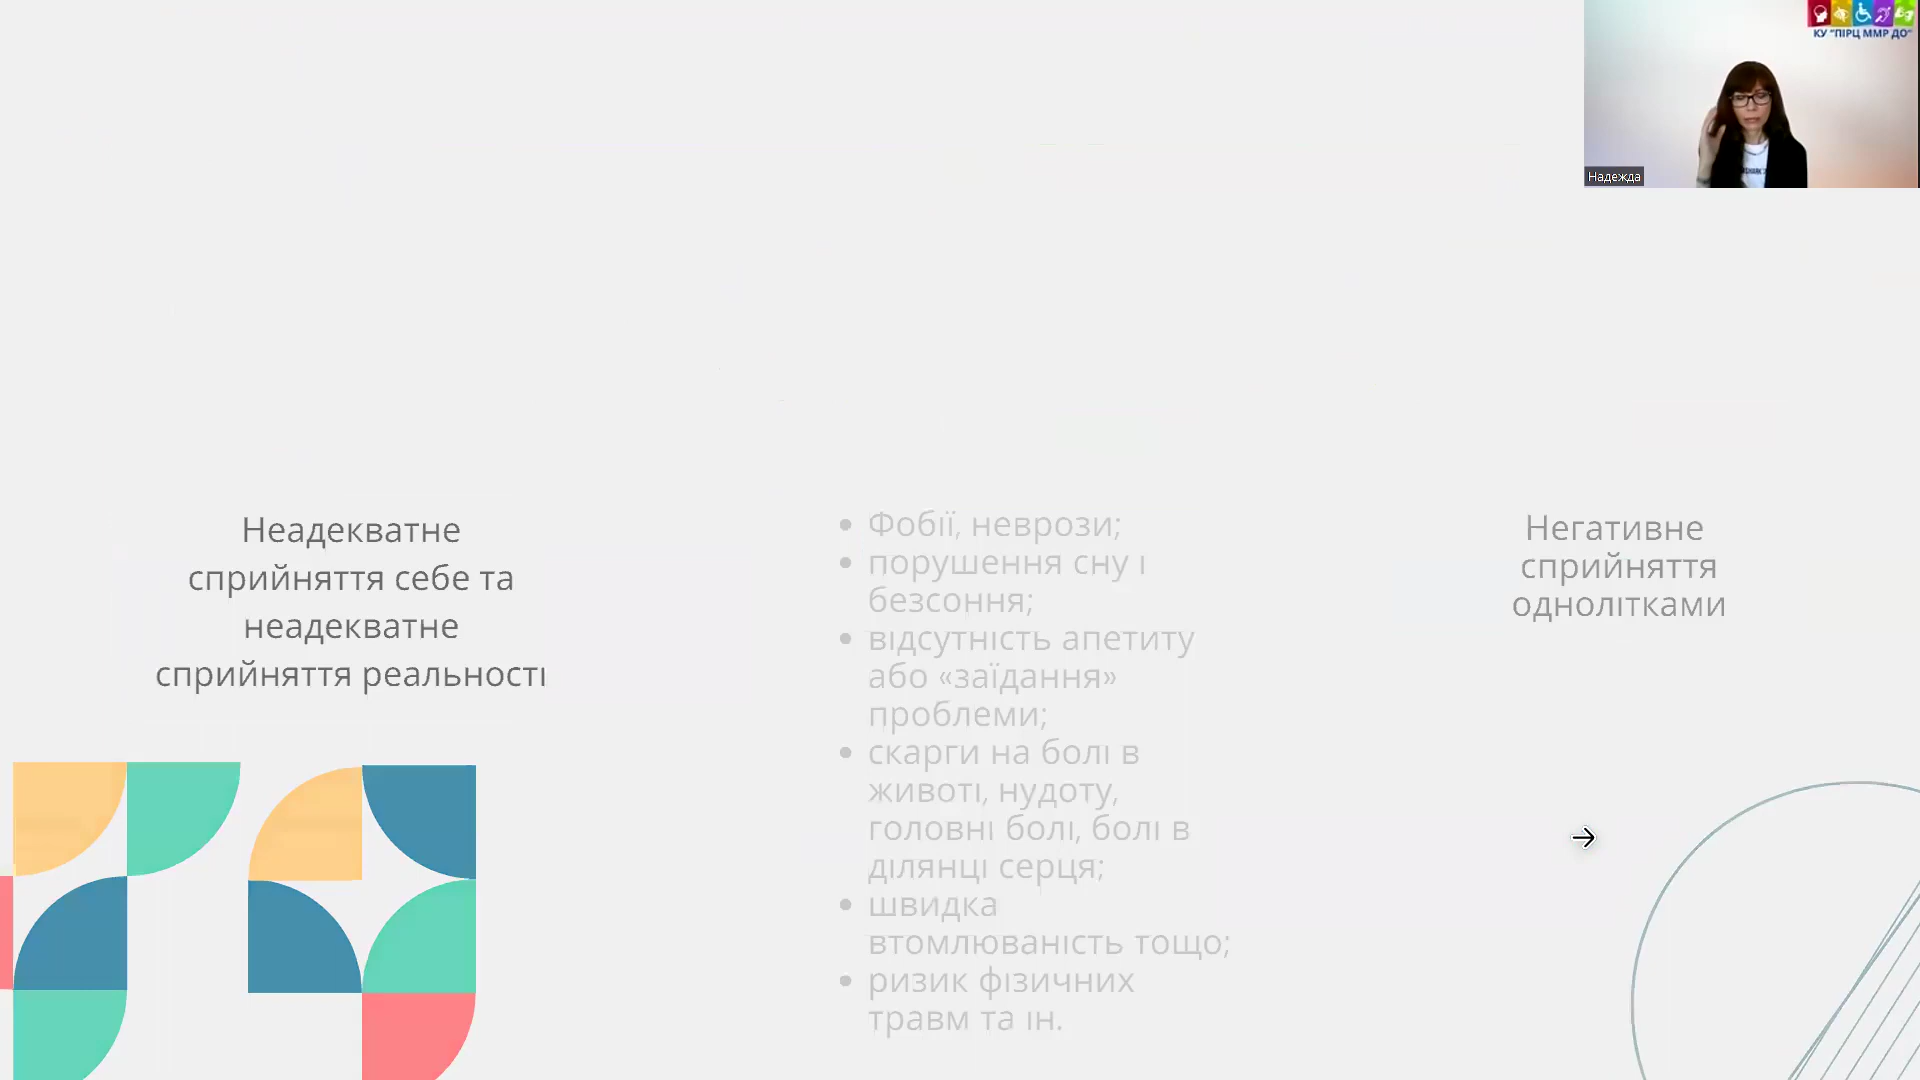 КУ "ПІРЦ ММР ДО"
Надежда
Неадекватне
сприйняття себе та
неадекватне
сприйняття реальності
Фобії, неврози;
порушення сну і
безсоння;
відсутність апетиту
або «заїдання»
проблеми;
скарги на болі в
животі, нудоту,
головні болі, болі в
ділянці серця;
швидка
втомлюваність тощо;
ризик фізичних
травм та ін.
Негативне
сприйняття
однолітками